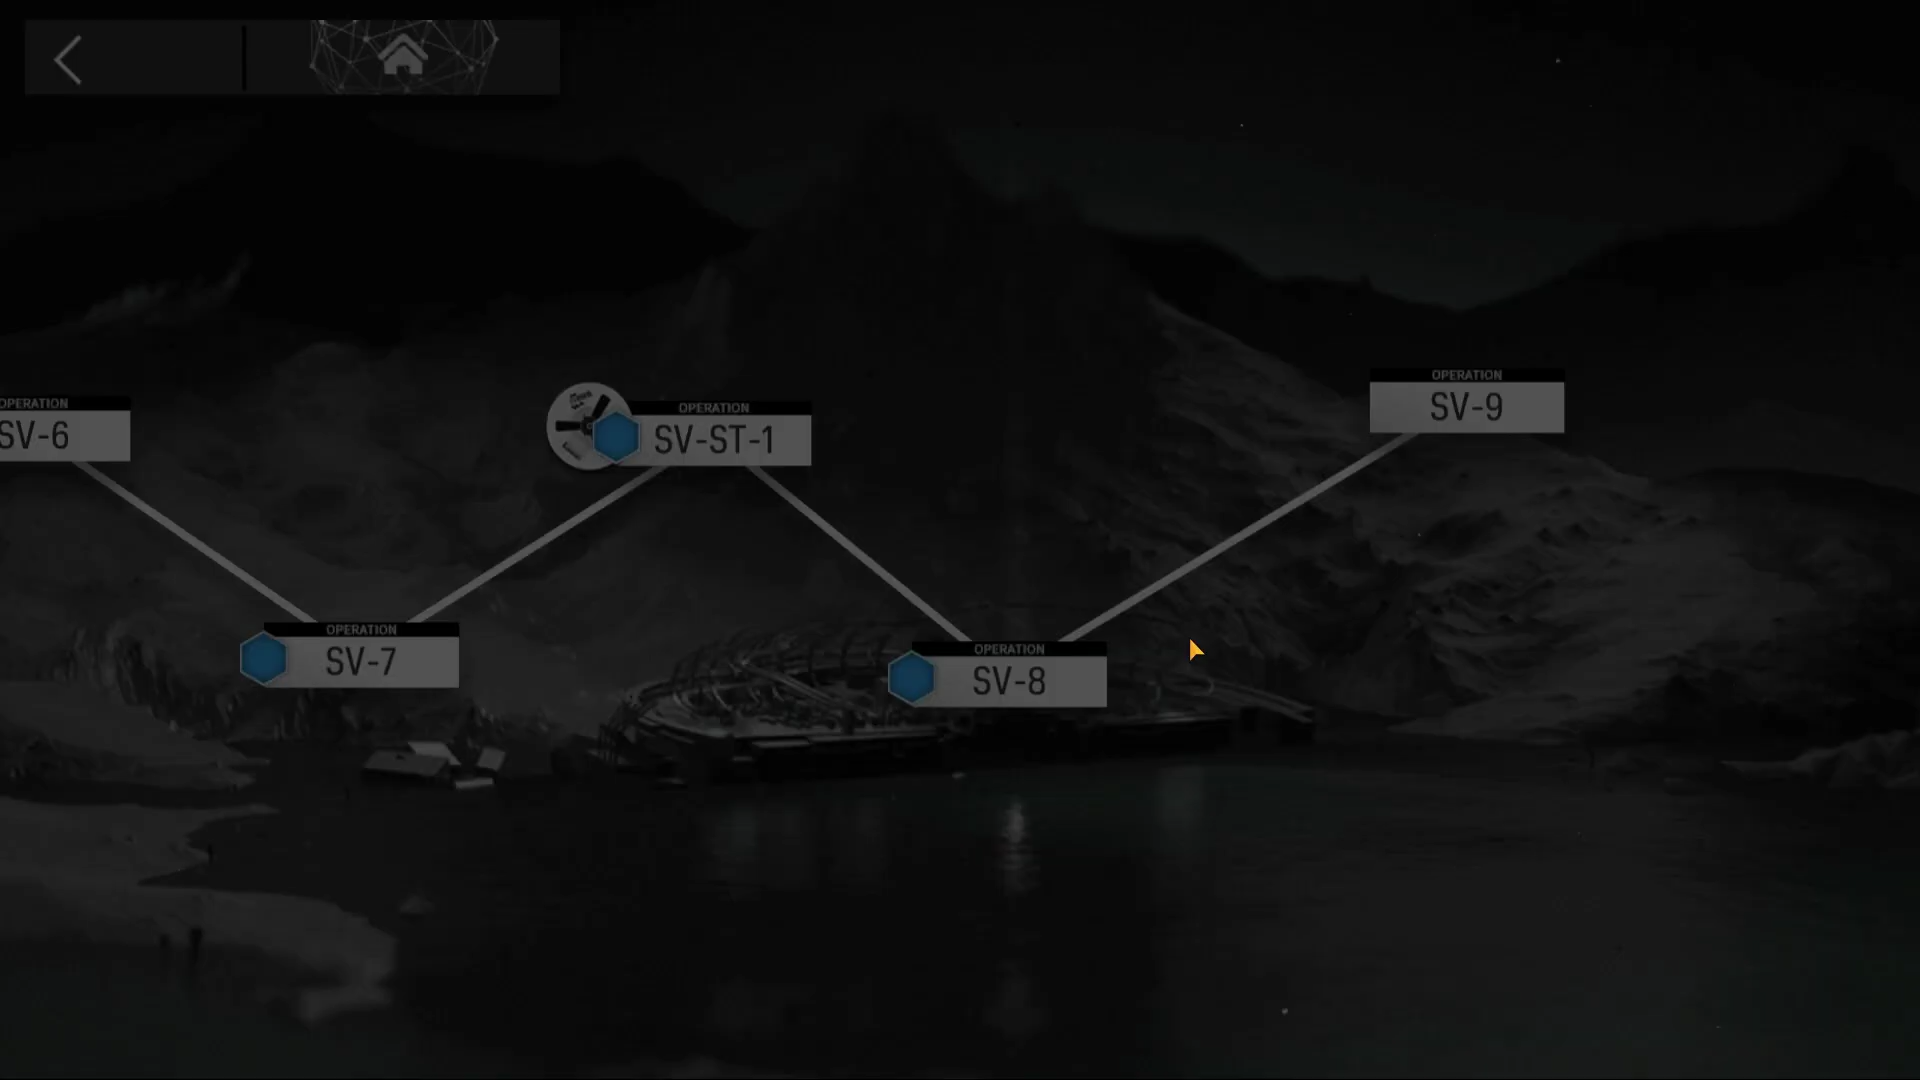 OPERATION
SV-6
OPERATION
SV-ST-1
OPERATION
SV-9
OPERATION
SV-7
OPERATION
SV-8